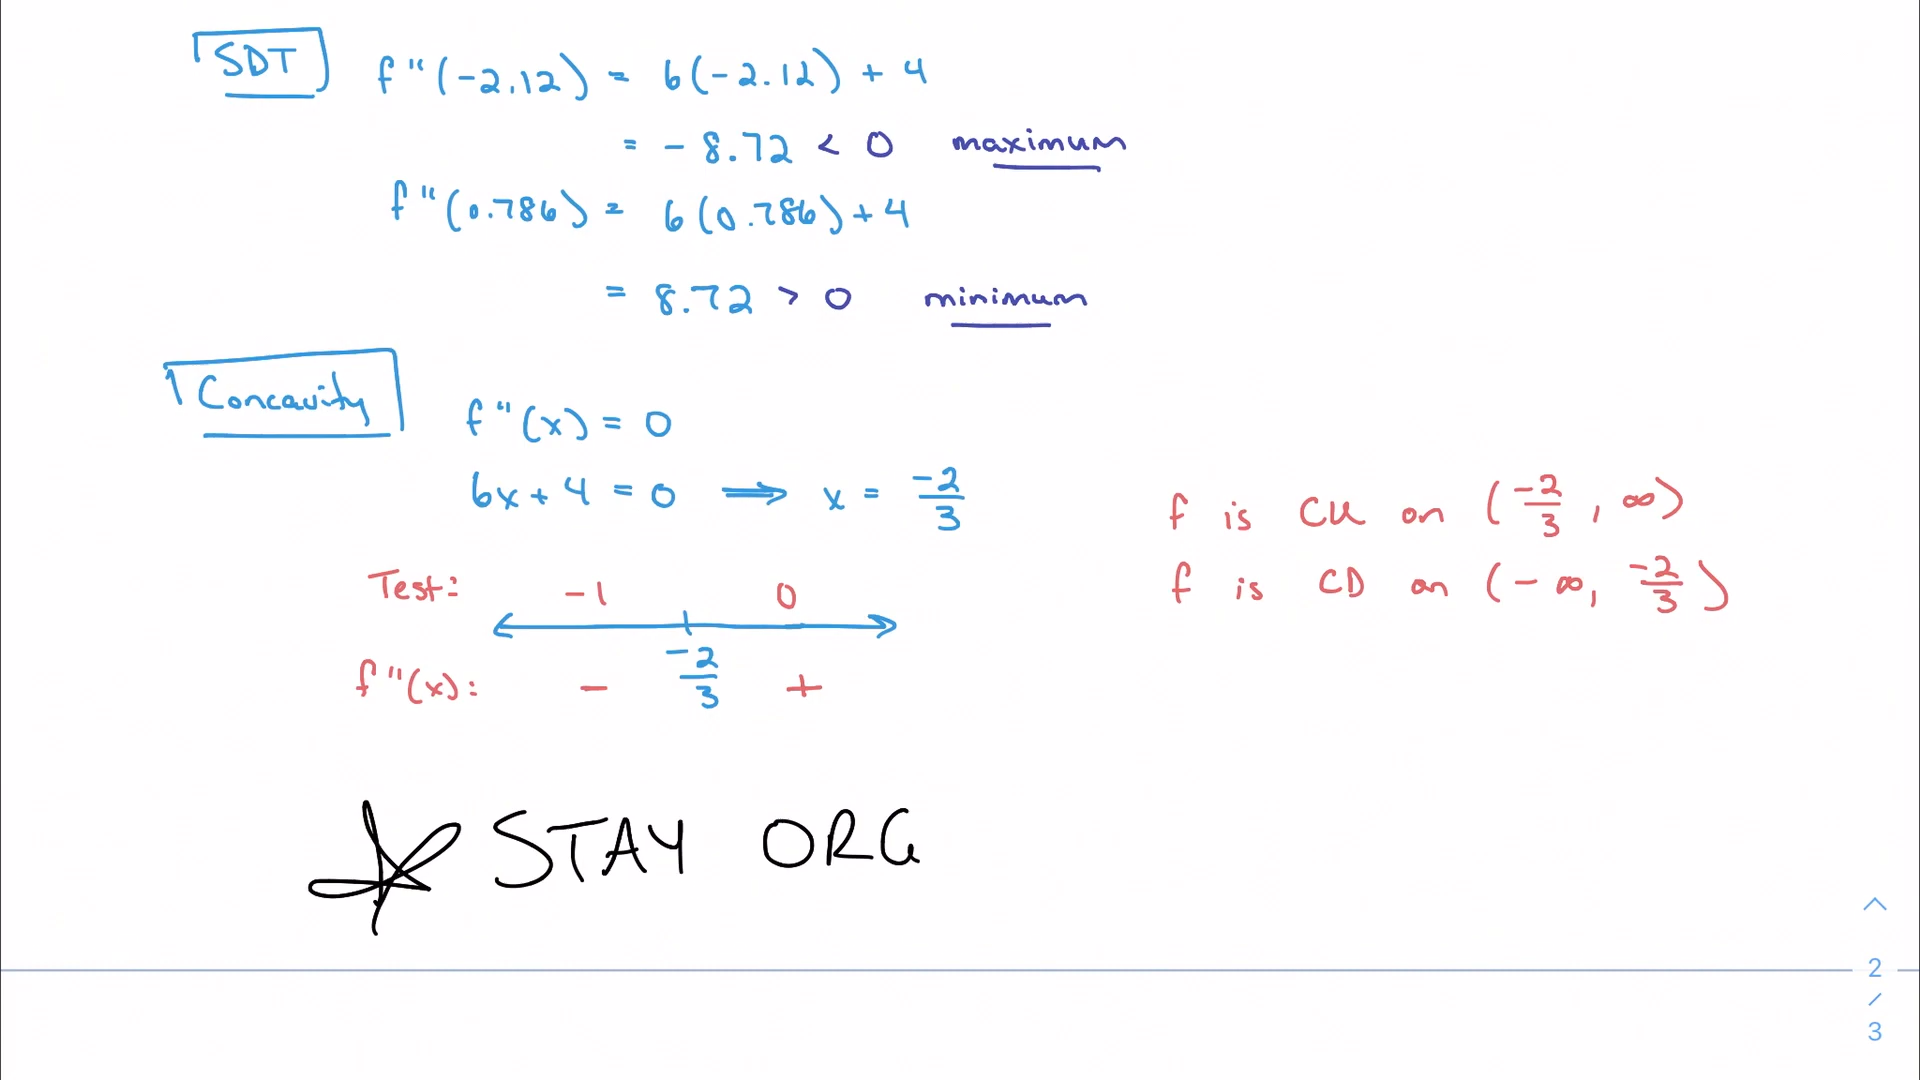 SDT f"(-2.12) = 6(-2.12) + 4
= - 8.72 < 0 maximum
f"(0.786) = 6(0.786) + 4
= 8.72 > 0 minimum
Concavity
f"(x) = 0
6x + 4 = 0 ⟹ x = -2/3
f is CU on (-2/3, ∞)
f is CD on (-∞, -2/3)
Test: -1 0
-2/3
f"(x): - +
STAY ORG
2
/
3